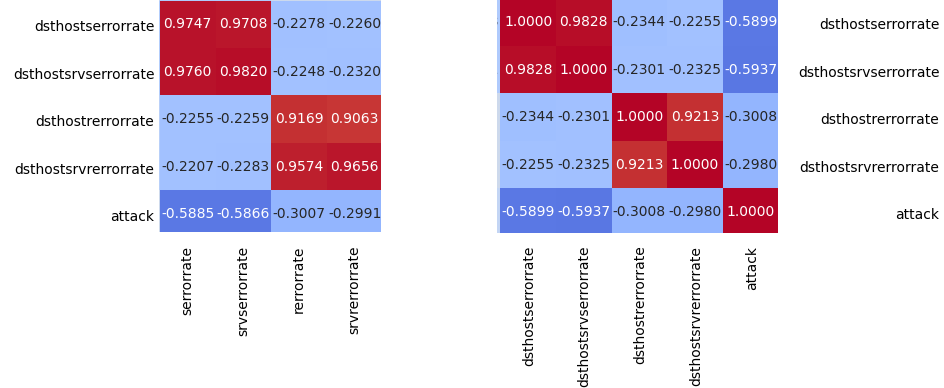 dsthostserrorrate 0.9747 0.9708 -0.2278 -0.2260
dsthostsrvserrorrate 0.9760 0.9820 -0.2248 -0.2320
dsthostrerrorrate -0.2255 -0.2259 0.9169 0.9063
dsthostsrvrerrorrate -0.2207 -0.2283 0.9574 0.9656
attack -0.5885 -0.5866 -0.3007 -0.2991
serrorrate
srvserrorrate
rerrorrate
srvrerrorrate
1.0000 0.9828 -0.2344 -0.2255 -0.5899 dsthostserrorrate
0.9828 1.0000 -0.2301 -0.2325 -0.5937 dsthostsrvserrorrate
-0.2344 -0.2301 1.0000 0.9213 -0.3008 dsthostrerrorrate
-0.2255 -0.2325 0.9213 1.0000 -0.2980 dsthostsrvrerrorrate
-0.5899 -0.5937 -0.3008 -0.2980 1.0000 attack
dsthostserrorrate
dsthostsrvserrorrate
dsthostrerrorrate
dsthostsrvrerrorrate
attack